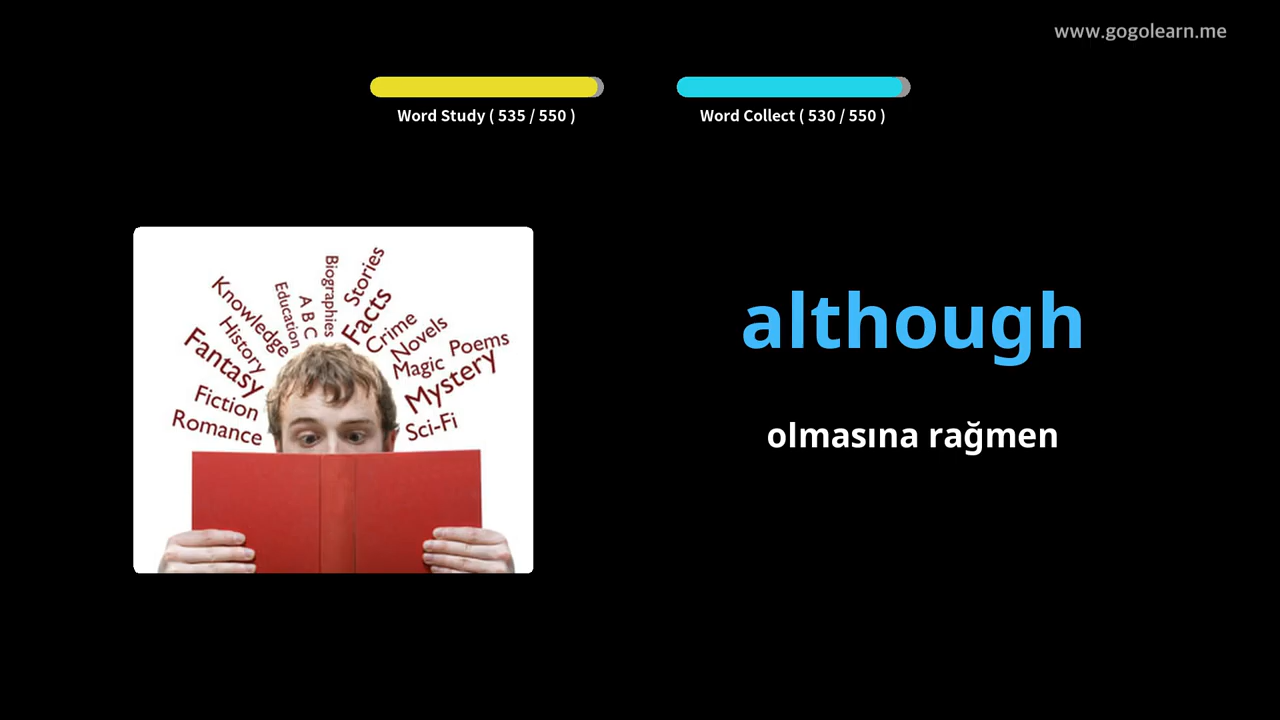 www.gogolearn.me
Word Study ( 535 / 550 )
Word Collect ( 530 / 550 )
Knowledge
History
Fantasy
Fiction
Romance
Education
A B C
Biographies
Stories
Facts
Crime
Novels
Magic
Poems
Mystery
Sci-Fi
although
olmasına rağmen